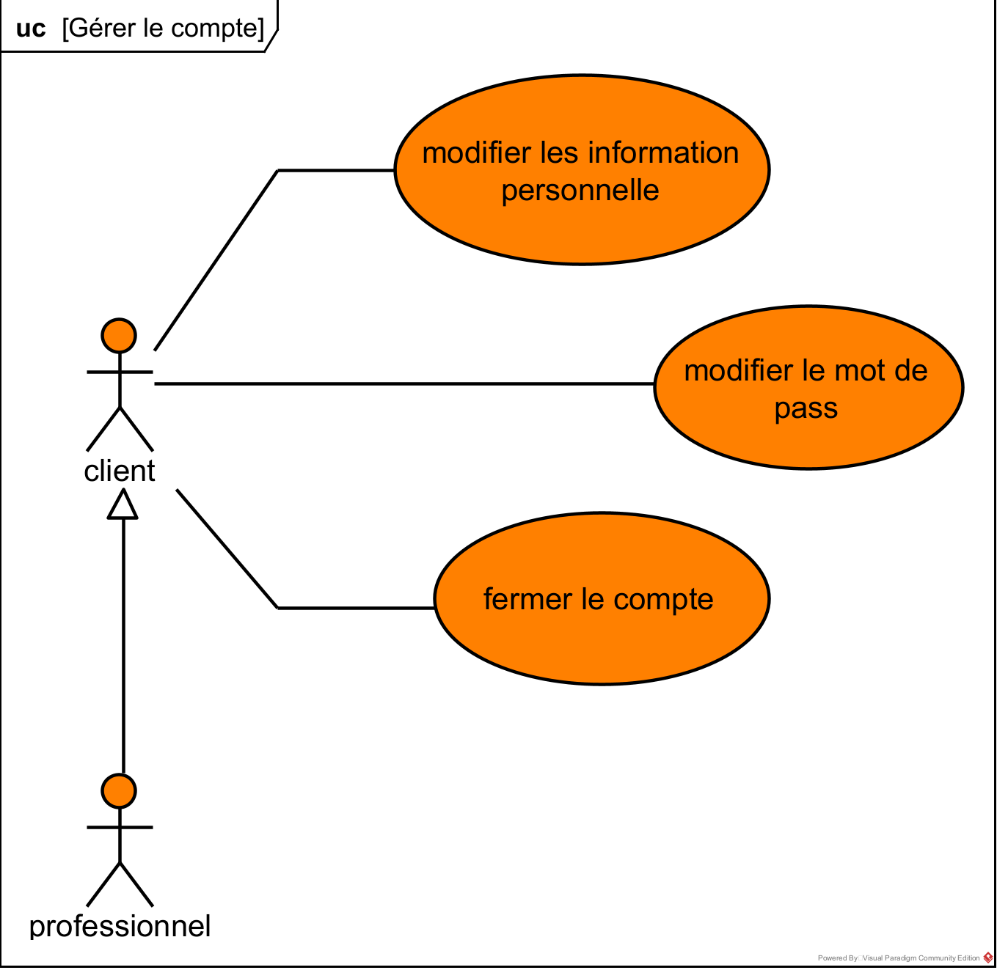 uc [Gérer le compte]
modifier les information
personnelle
modifier le mot de
pass
client
fermer le compte
professionnel
Powered By Visual Paradigm Community Edition